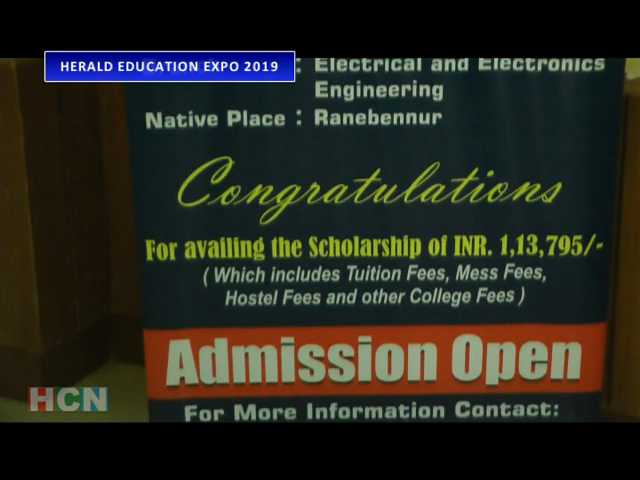 HERALD EDUCATION EXPO 2019
: Electrical and Electronics
Engineering
Native Place : Ranebennur
Congratulations
For availing the Scholarship of INR. 1,13,795/-
( Which includes Tuition Fees, Mess Fees,
Hostel Fees and other College Fees )
Admission Open
HCN
For More Information Contact: